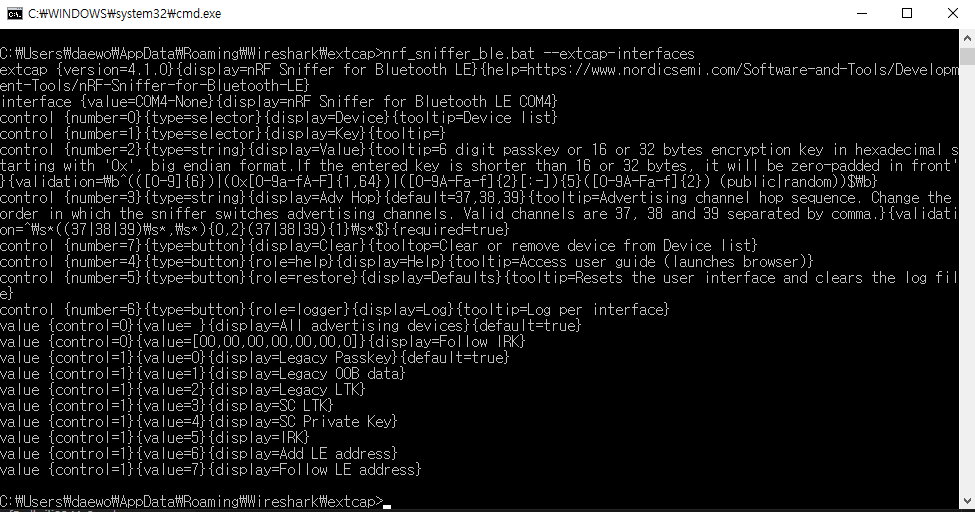 C:₩WINDOWS₩system32₩cmd.exe
C:₩Users₩daewo₩AppData₩Roaming₩Wireshark₩extcap>nrf_sniffer_ble.bat --extcap-interfaces
extcap {version=4.1.0}{display=nRF Sniffer for Bluetooth LE}{help=https://www.nordicsemi.com/Software-and-Tools/Developm
ent-Tools/nRF-Sniffer-for-Bluetooth-LE}
interface {value=COM4-None}{display=nRF Sniffer for Bluetooth LE COM4}
control {number=0}{type=selector}{display=Device}{tooltip=Device list}
control {number=1}{type=selector}{display=Key}{tooltip=}
control {number=2}{type=string}{display=Value}{tooltip=6 digit passkey or 16 or 32 bytes encryption key in hexadecimal s
tarting with '0x', big endian format.If the entered key is shorter than 16 or 32 bytes, it will be zero-padded in front'
}{validation=₩b^(([0-9]{6})|(0x[0-9a-fA-F]{1,64})|([0-9A-Fa-f]{2}[:-]){5}([0-9A-Fa-f]{2}) (public|random))$₩b}
control {number=3}{type=string}{display=Adv Hop}{default=37,38,39}{tooltip=Advertising channel hop sequence. Change the
order in which the sniffer switches advertising channels. Valid channels are 37, 38 and 39 separated by comma.}{validati
on=^₩s*((37|38|39)₩s*,₩s*){0,2}(37|38|39){1}₩s*$}{required=true}
control {number=7}{type=button}{display=Clear}{tooltop=Clear or remove device from Device list}
control {number=4}{type=button}{role=help}{display=Help}{tooltip=Access user guide (launches browser)}
control {number=5}{type=button}{role=restore}{display=Defaults}{tooltip=Resets the user interface and clears the log fil
e}
control {number=6}{type=button}{role=logger}{display=Log}{tooltip=Log per interface}
value {control=0}{value= }{display=All advertising devices}{default=true}
value {control=0}{value=[00,00,00,00,00,00,0]}{display=Follow IRK}
value {control=1}{value=0}{display=Legacy Passkey}{default=true}
value {control=1}{value=1}{display=Legacy OOB data}
value {control=1}{value=2}{display=Legacy LTK}
value {control=1}{value=3}{display=SC LTK}
value {control=1}{value=4}{display=SC Private Key}
value {control=1}{value=5}{display=IRK}
value {control=1}{value=6}{display=Add LE address}
value {control=1}{value=7}{display=Follow LE address}
C:₩Users₩daewo₩AppData₩Roaming₩Wireshark₩extcap>